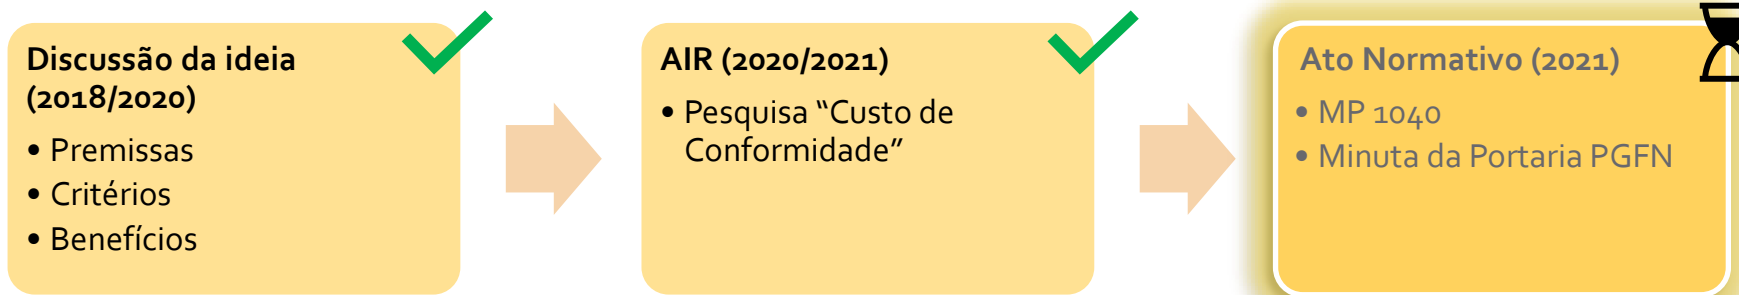 Discussão da ideia
(2018/2020)
• Premissas
• Critérios
• Benefícios
AIR (2020/2021)
• Pesquisa “Custo de
Conformidade”
Ato Normativo (2021)
• MP 1040
• Minuta da Portaria PGFN